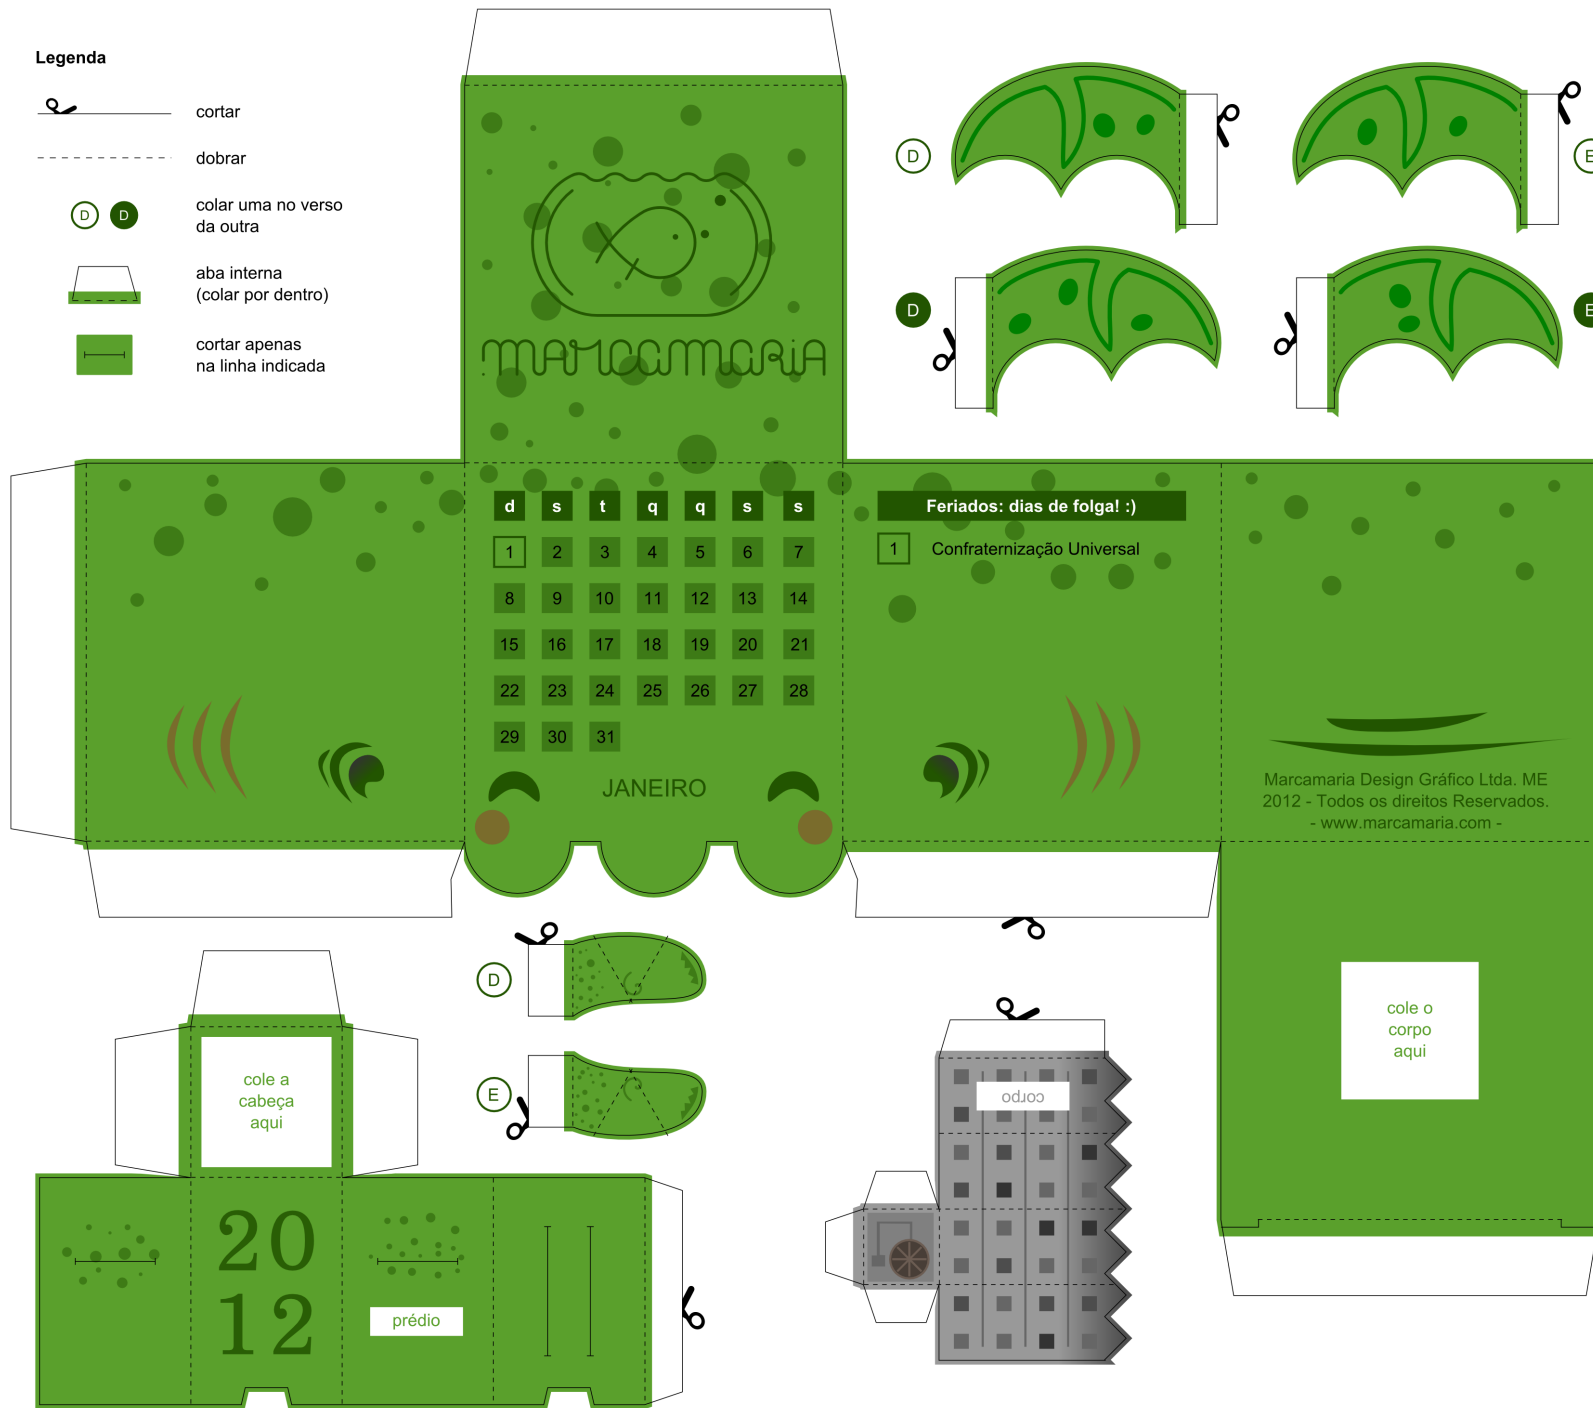 Legenda
cortar
dobrar
D D
colar uma no verso
da outra
aba interna
(colar por dentro)
cortar apenas
na linha indicada
MARCAMARIA
D
E
D
E
d s t q q s s
1 2 3 4 5 6 7
8 9 10 11 12 13 14
15 16 17 18 19 20 21
22 23 24 25 26 27 28
29 30 31
JANEIRO
Feriados: dias de folga! :)
1 Confraternização Universal
Marcamaria Design Gráfico Ltda. ME
2012 - Todos os direitos Reservados.
- www.marcamaria.com -
D
E
cole a
cabeça
aqui
20
12
prédio
corpo
cole o
corpo
aqui